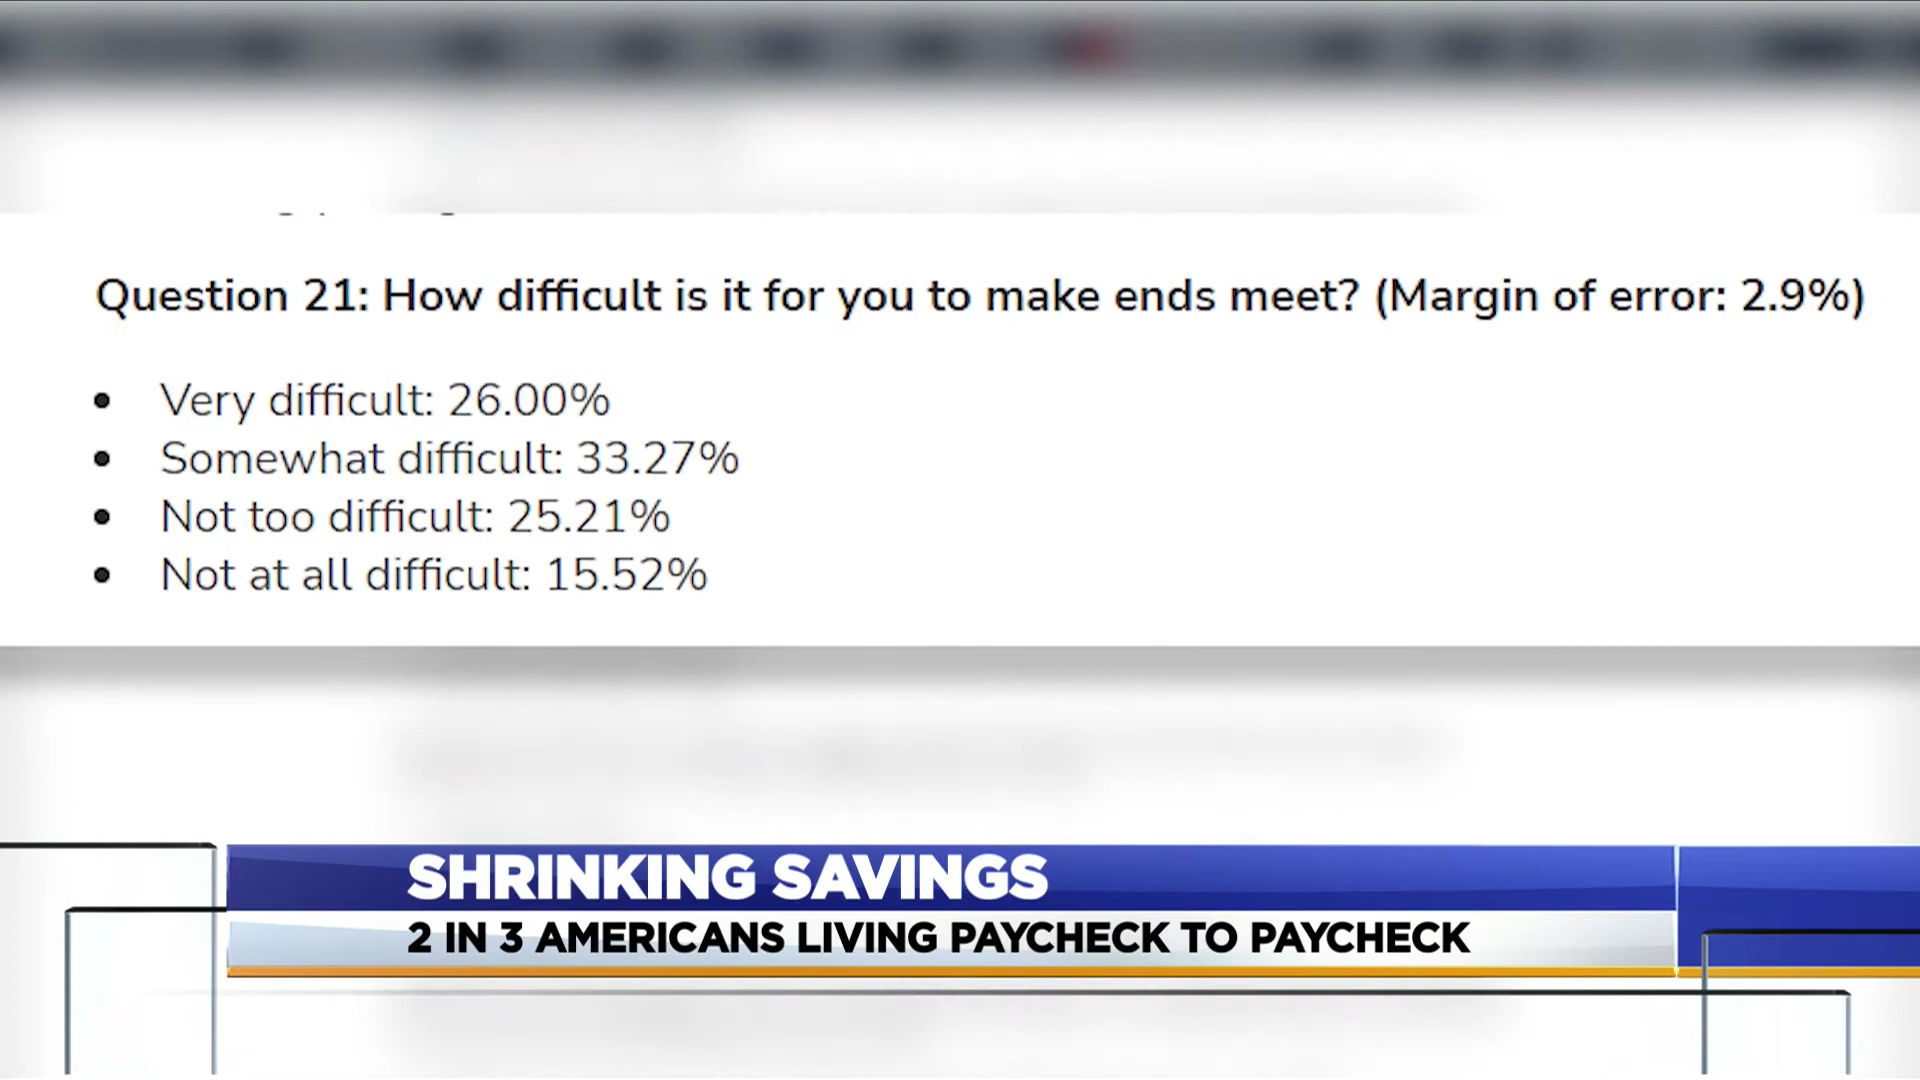 Question 21: How difficult is it for you to make ends meet? (Margin of error: 2.9%)
• Very difficult: 26.00%
• Somewhat difficult: 33.27%
• Not too difficult: 25.21%
• Not at all difficult: 15.52%
SHRINKING SAVINGS
2 IN 3 AMERICANS LIVING PAYCHECK TO PAYCHECK